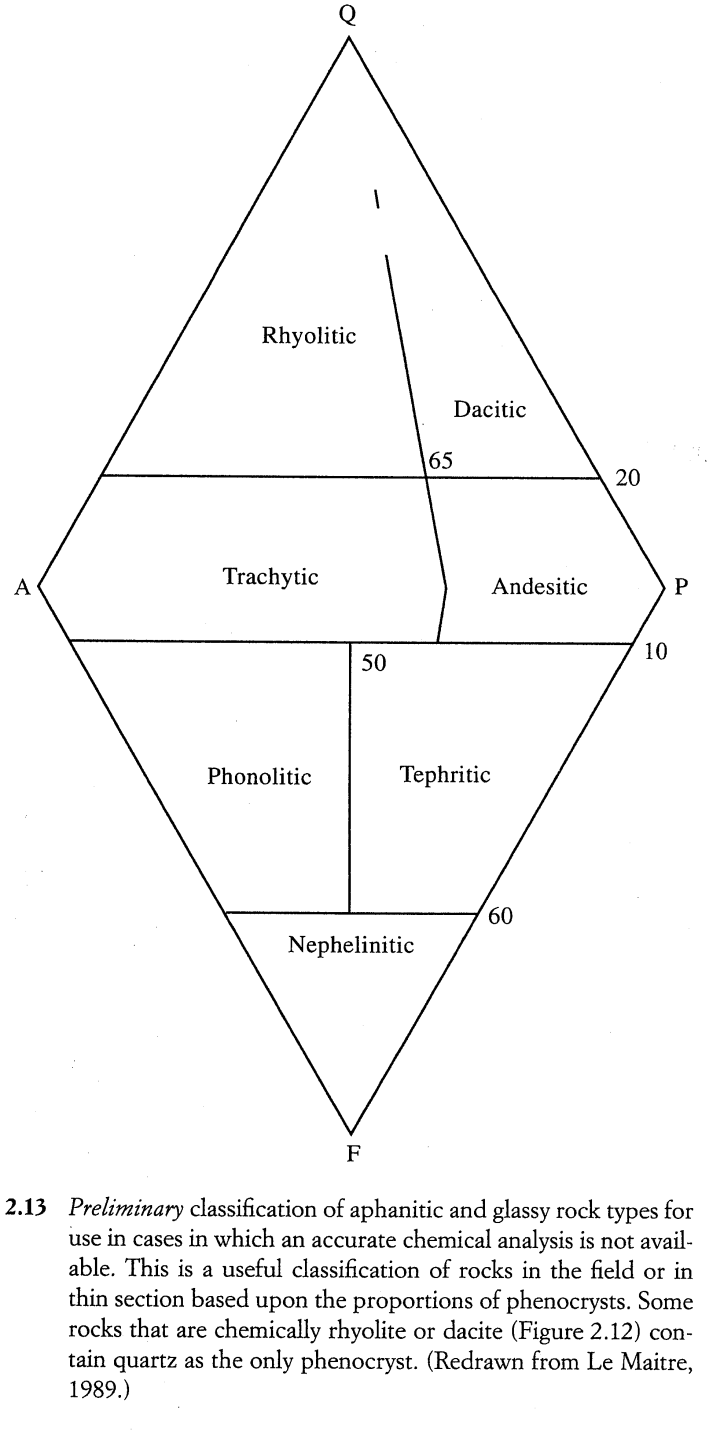 Q
Rhyolitic
Dacitic
65
20
Trachytic
Andesitic
A
P
10
50
Phonolitic
Tephritic
60
Nephelinitic
F
2.13 Preliminary classification of aphanitic and glassy rock types for
use in cases in which an accurate chemical analysis is not avail-
able. This is a useful classification of rocks in the field or in
thin section based upon the proportions of phenocrysts. Some
rocks that are chemically rhyolite or dacite (Figure 2.12) con-
tain quartz as the only phenocryst. (Redrawn from Le Maitre,
1989.)